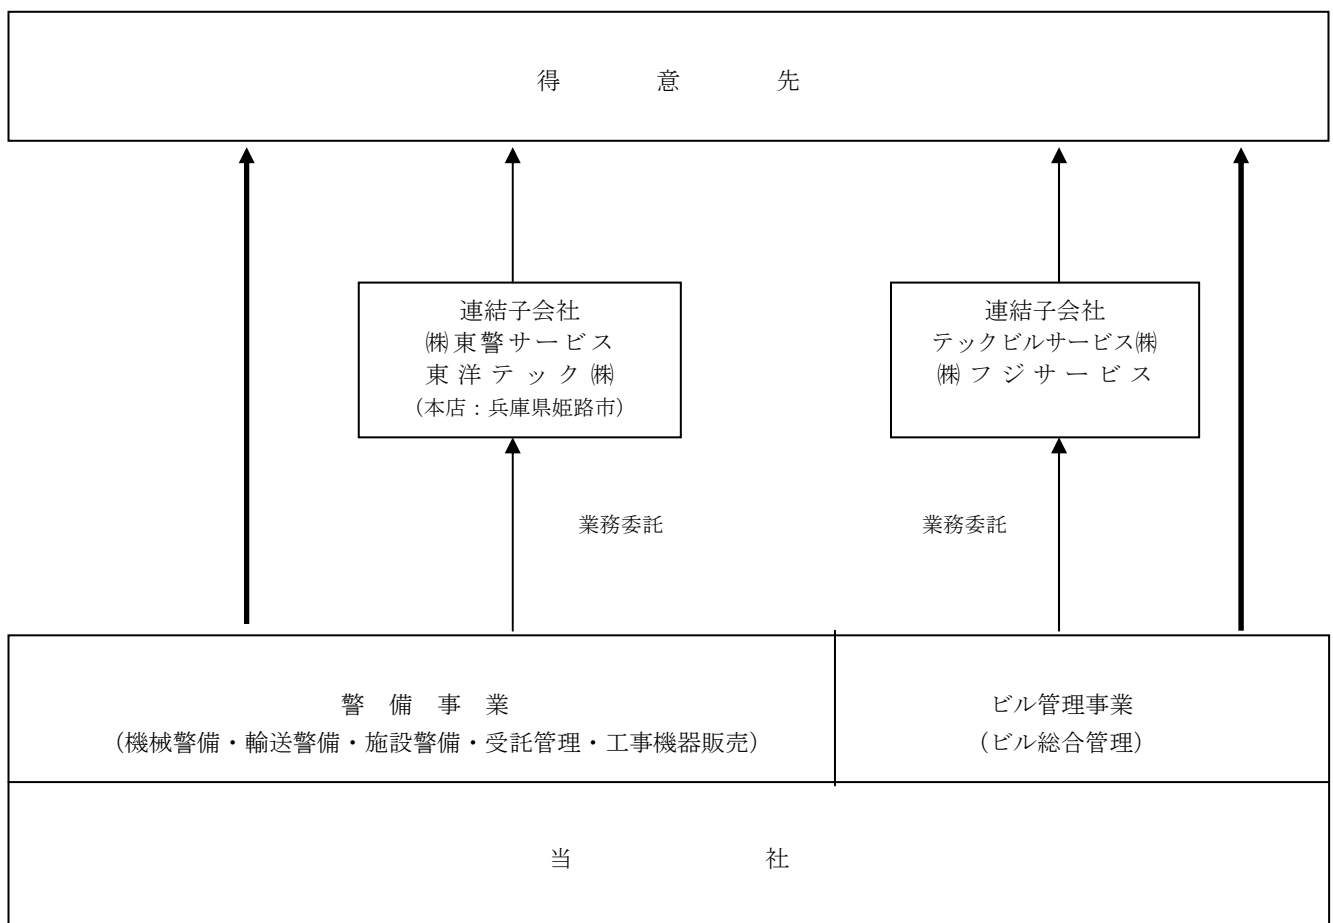 得意先
連結子会社
㈱東警サービス
東洋テック㈱
（本店：兵庫県姫路市）
連結子会社
テックビルサービス㈱
㈱フジサービス
業務委託
業務委託
警備事業
（機械警備・輸送警備・施設警備・受託管理・工事機器販売）
ビル管理事業
（ビル総合管理）
当社